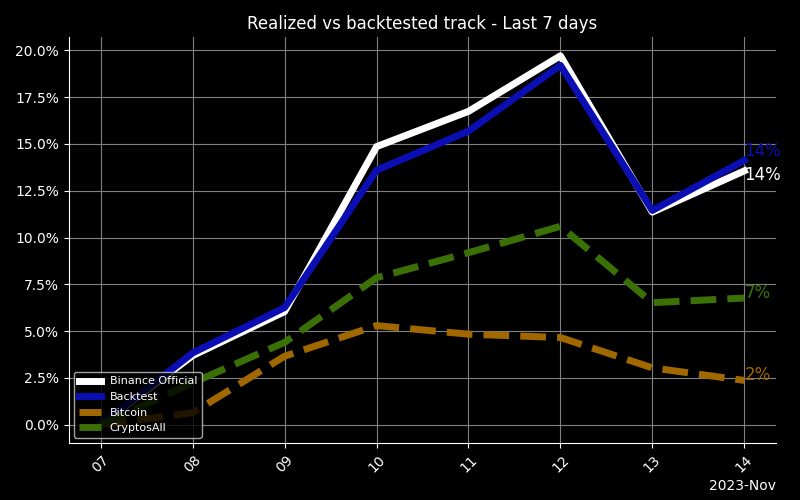 Realized vs backtested track - Last 7 days
20.0%
17.5%
15.0%
12.5%
10.0%
7.5%
5.0%
2.5%
0.0%
14%
14%
7%
2%
Binance Official
Backtest
Bitcoin
CryptosAll
07 08 09 10 11 12 13 14
2023-Nov